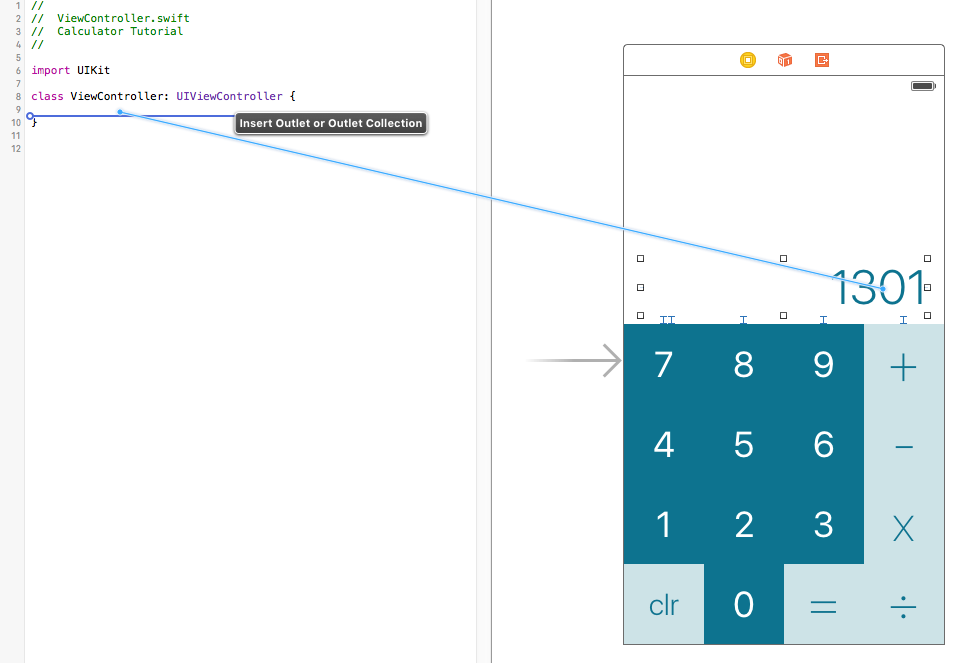 1 //
2 // ViewController.swift
3 // Calculator Tutorial
4 //
5
6 import UIKit
7
8 class ViewController: UIViewController {
9
Insert Outlet or Outlet Collection
10 }
11
12
1301
7 8 9 +
4 5 6 −
1 2 3 X
clr 0 = ÷